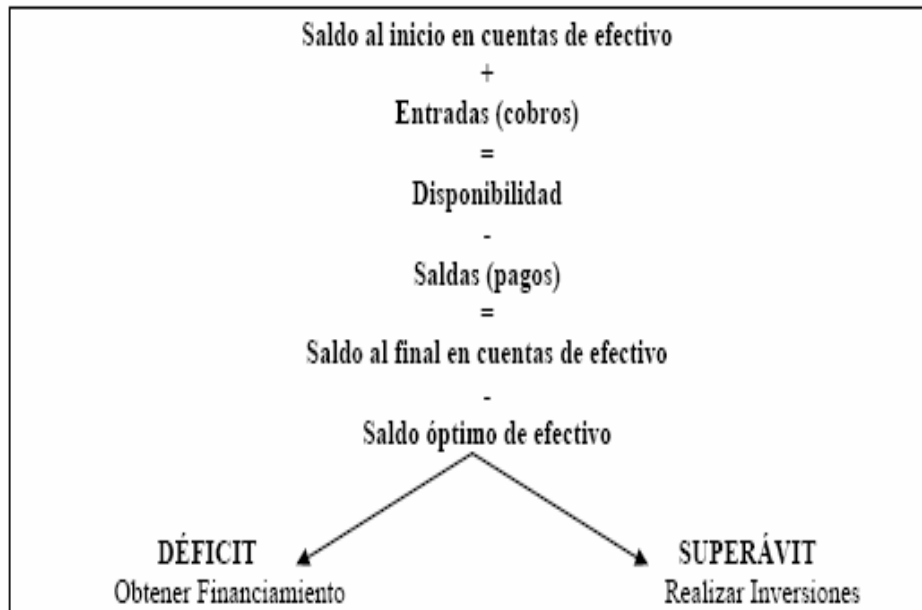 Saldo al inicio en cuentas de efectivo
+
Entradas (cobros)
=
Disponibilidad
-
Saldas (pagos)
=
Saldo al final en cuentas de efectivo
-
Saldo óptimo de efectivo
DÉFICIT SUPERÁVIT
Obtener Financiamiento Realizar Inversiones